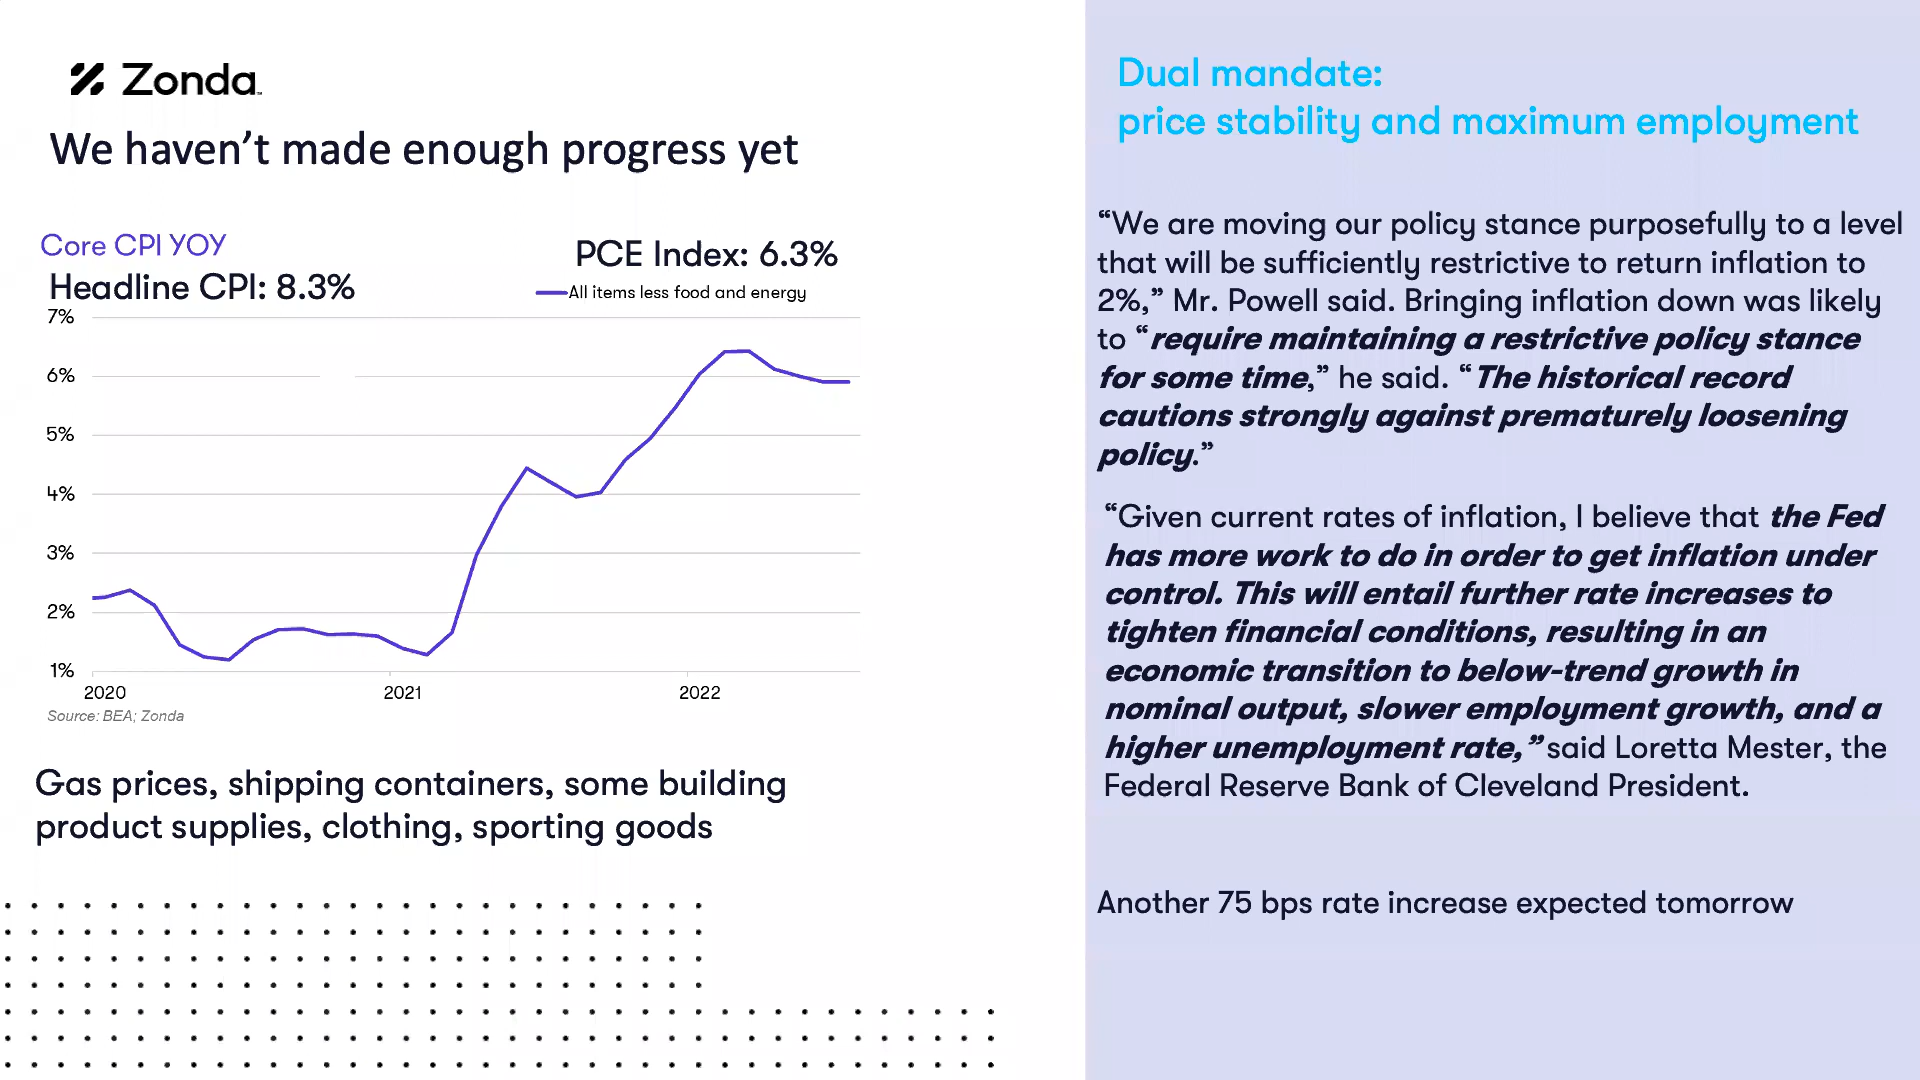 Zonda
We haven't made enough progress yet
Core CPI YOY
Headline CPI: 8.3%
PCE Index: 6.3%
All items less food and energy
7%
6%
5%
4%
3%
2%
1%
2020 2021 2022
Source: BEA; Zonda
Gas prices, shipping containers, some building
product supplies, clothing, sporting goods
Dual mandate:
price stability and maximum employment
“We are moving our policy stance purposefully to a level
that will be sufficiently restrictive to return inflation to
2%,” Mr. Powell said. Bringing inflation down was likely
to “require maintaining a restrictive policy stance
for some time,” he said. “The historical record
cautions strongly against prematurely loosening
policy.”
“Given current rates of inflation, I believe that the Fed
has more work to do in order to get inflation under
control. This will entail further rate increases to
tighten financial conditions, resulting in an
economic transition to below-trend growth in
nominal output, slower employment growth, and a
higher unemployment rate,” said Loretta Mester, the
Federal Reserve Bank of Cleveland President.
Another 75 bps rate increase expected tomorrow